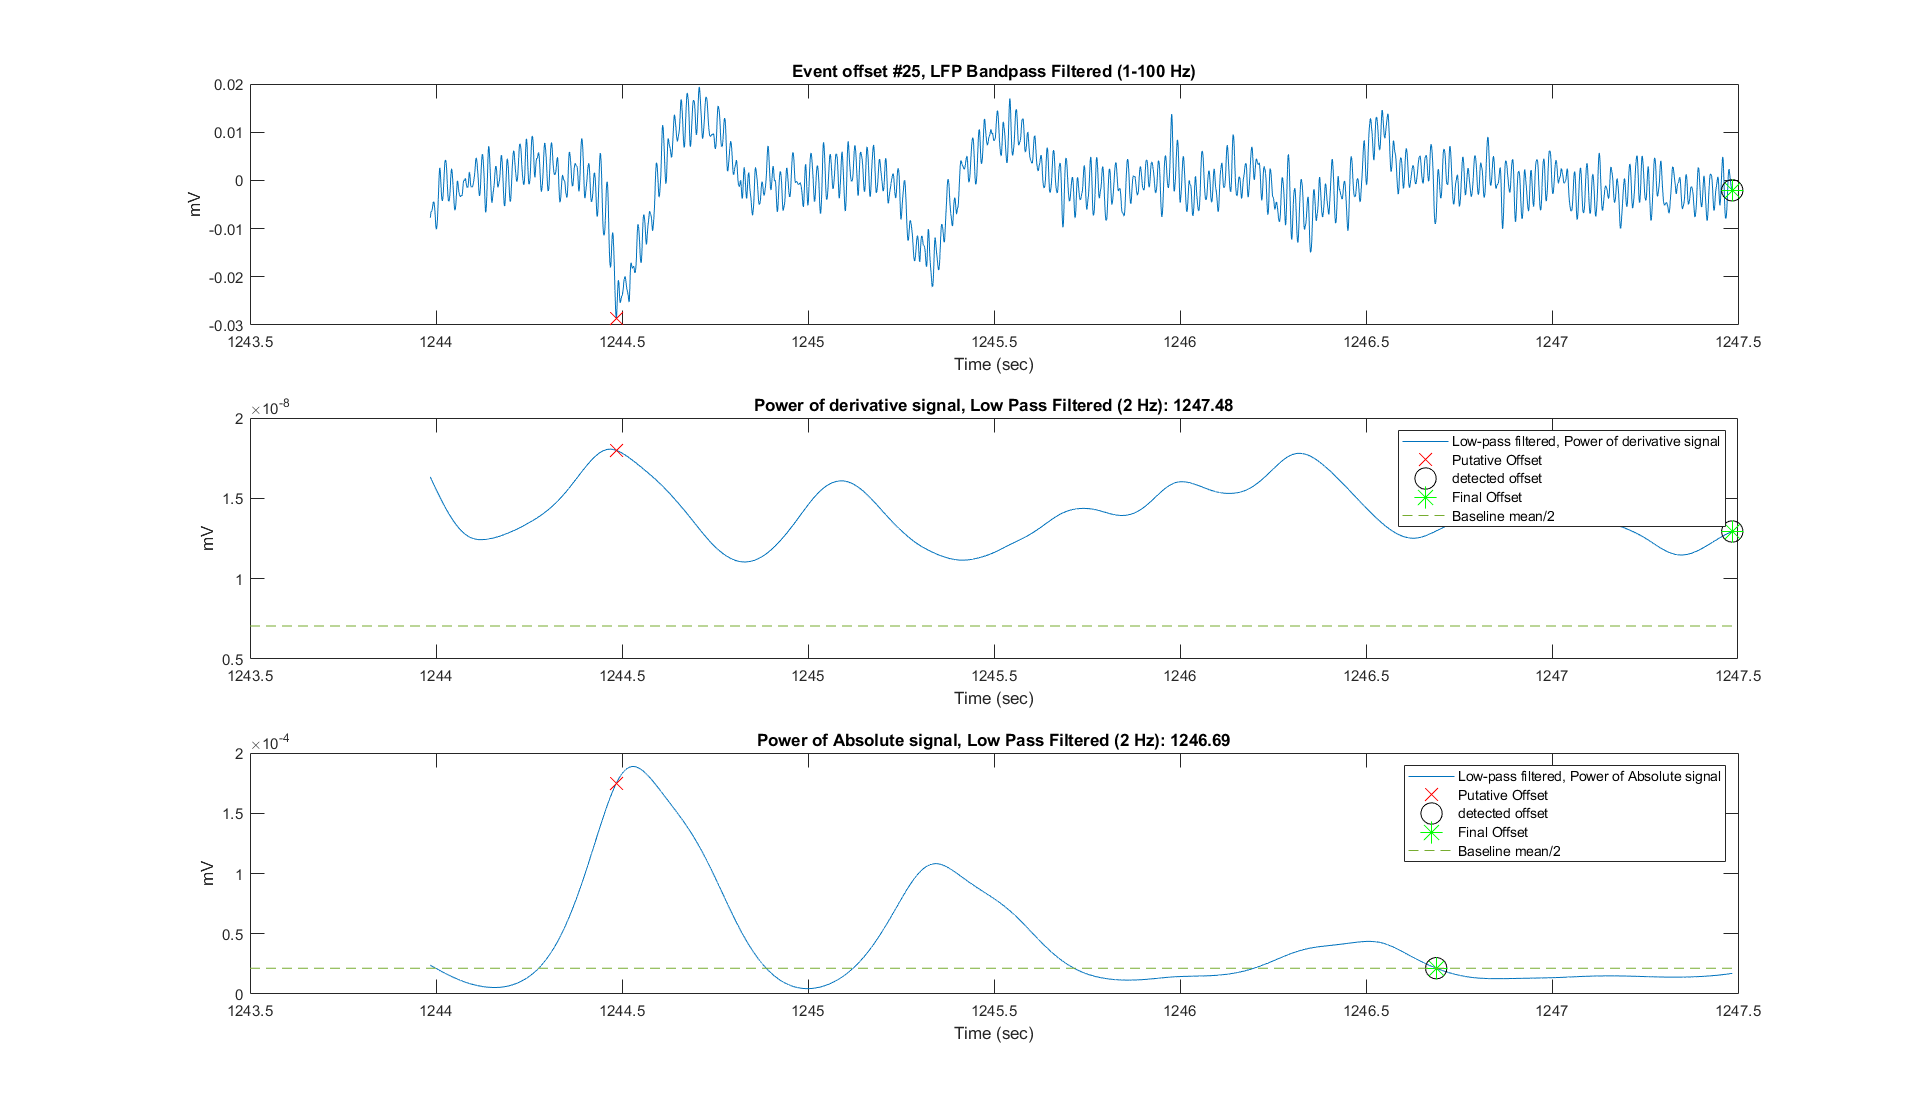 Event offset #25, LFP Bandpass Filtered (1-100 Hz)
0.02
0.01
0
-0.01
-0.02
-0.03
mV
1243.5 1244 1244.5 1245 1245.5 1246 1246.5 1247 1247.5
Time (sec)
Power of derivative signal, Low Pass Filtered (2 Hz): 1247.48
×10^-8
2
1.5
1
0.5
mV
Low-pass filtered, Power of derivative signal
Putative Offset
detected offset
Final Offset
Baseline mean/2
1243.5 1244 1244.5 1245 1245.5 1246 1246.5 1247 1247.5
Time (sec)
Power of Absolute signal, Low Pass Filtered (2 Hz): 1246.69
×10^-4
2
1.5
1
0.5
0
mV
Low-pass filtered, Power of Absolute signal
Putative Offset
detected offset
Final Offset
Baseline mean/2
1243.5 1244 1244.5 1245 1245.5 1246 1246.5 1247 1247.5
Time (sec)